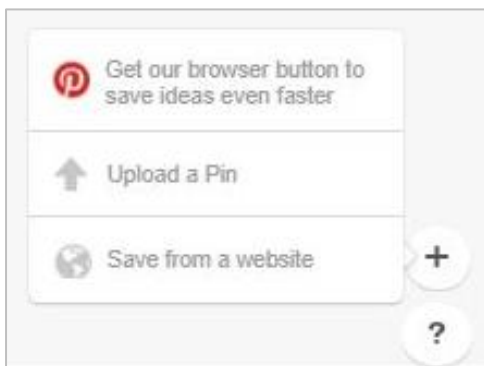 Get our browser button to
save ideas even faster
Upload a Pin
Save from a website
+
?